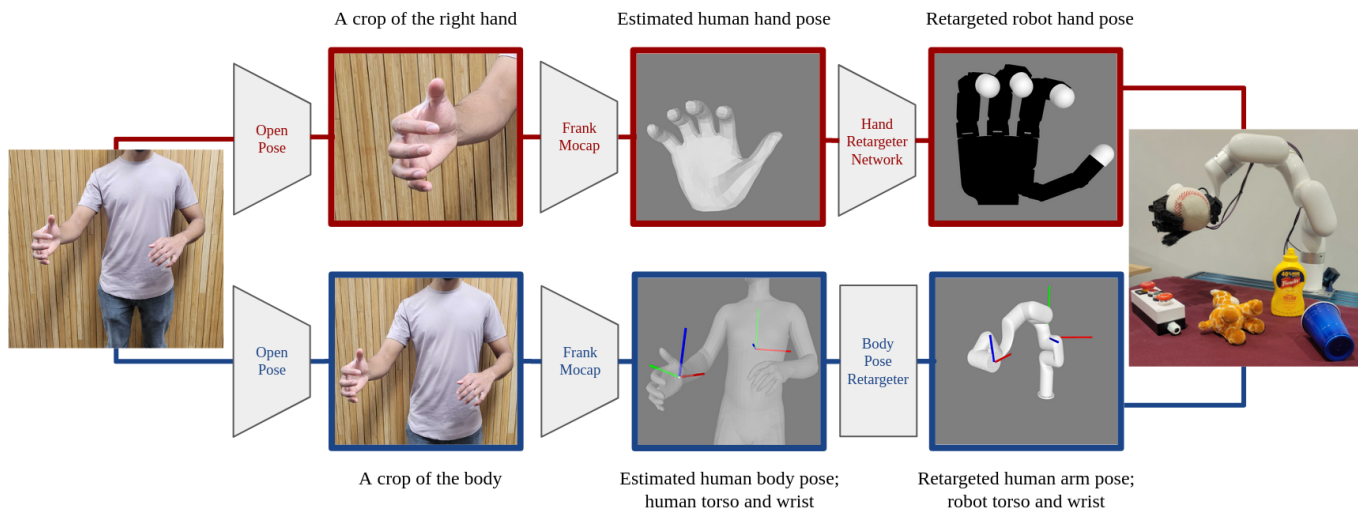 A crop of the right hand
Estimated human hand pose
Retargeted robot hand pose
Open
Pose
Frank
Mocap
Hand
Retargeter
Network
Open
Pose
Frank
Mocap
Body
Pose
Retargeter
A crop of the body
Estimated human body pose;
human torso and wrist
Retargeted human arm pose;
robot torso and wrist